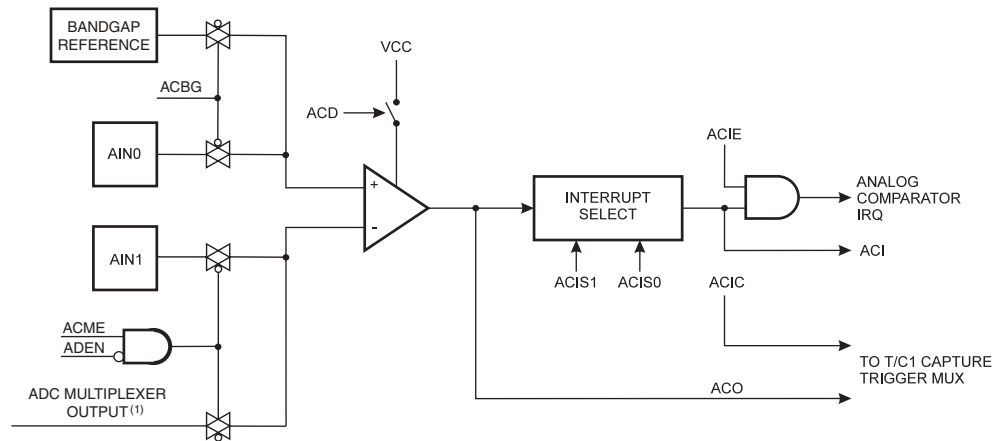 BANDGAP
REFERENCE
ACBG
AIN0
AIN1
ACME
ADEN
ADC MULTIPLEXER
OUTPUT (1)
VCC
ACD
+
-
INTERRUPT
SELECT
ACIS1 ACIS0
ACIE
ANALOG
COMPARATOR
IRQ
ACI
ACIC
TO T/C1 CAPTURE
TRIGGER MUX
ACO